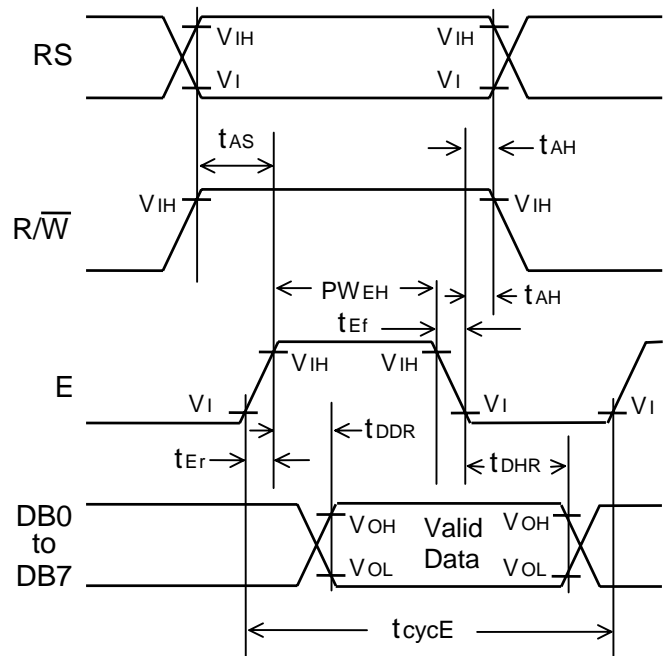 RS
VIH
VIH
VI
VI
tAS
tAH
R/W
VIH
VIH
PWEH
tAH
tEf
E
VIH
VIH
VI
VI
VI
tDDR
tEr
tDHR
DB0
to
DB7
VOH
Valid
Data
VOH
VOL
VOL
tcycE